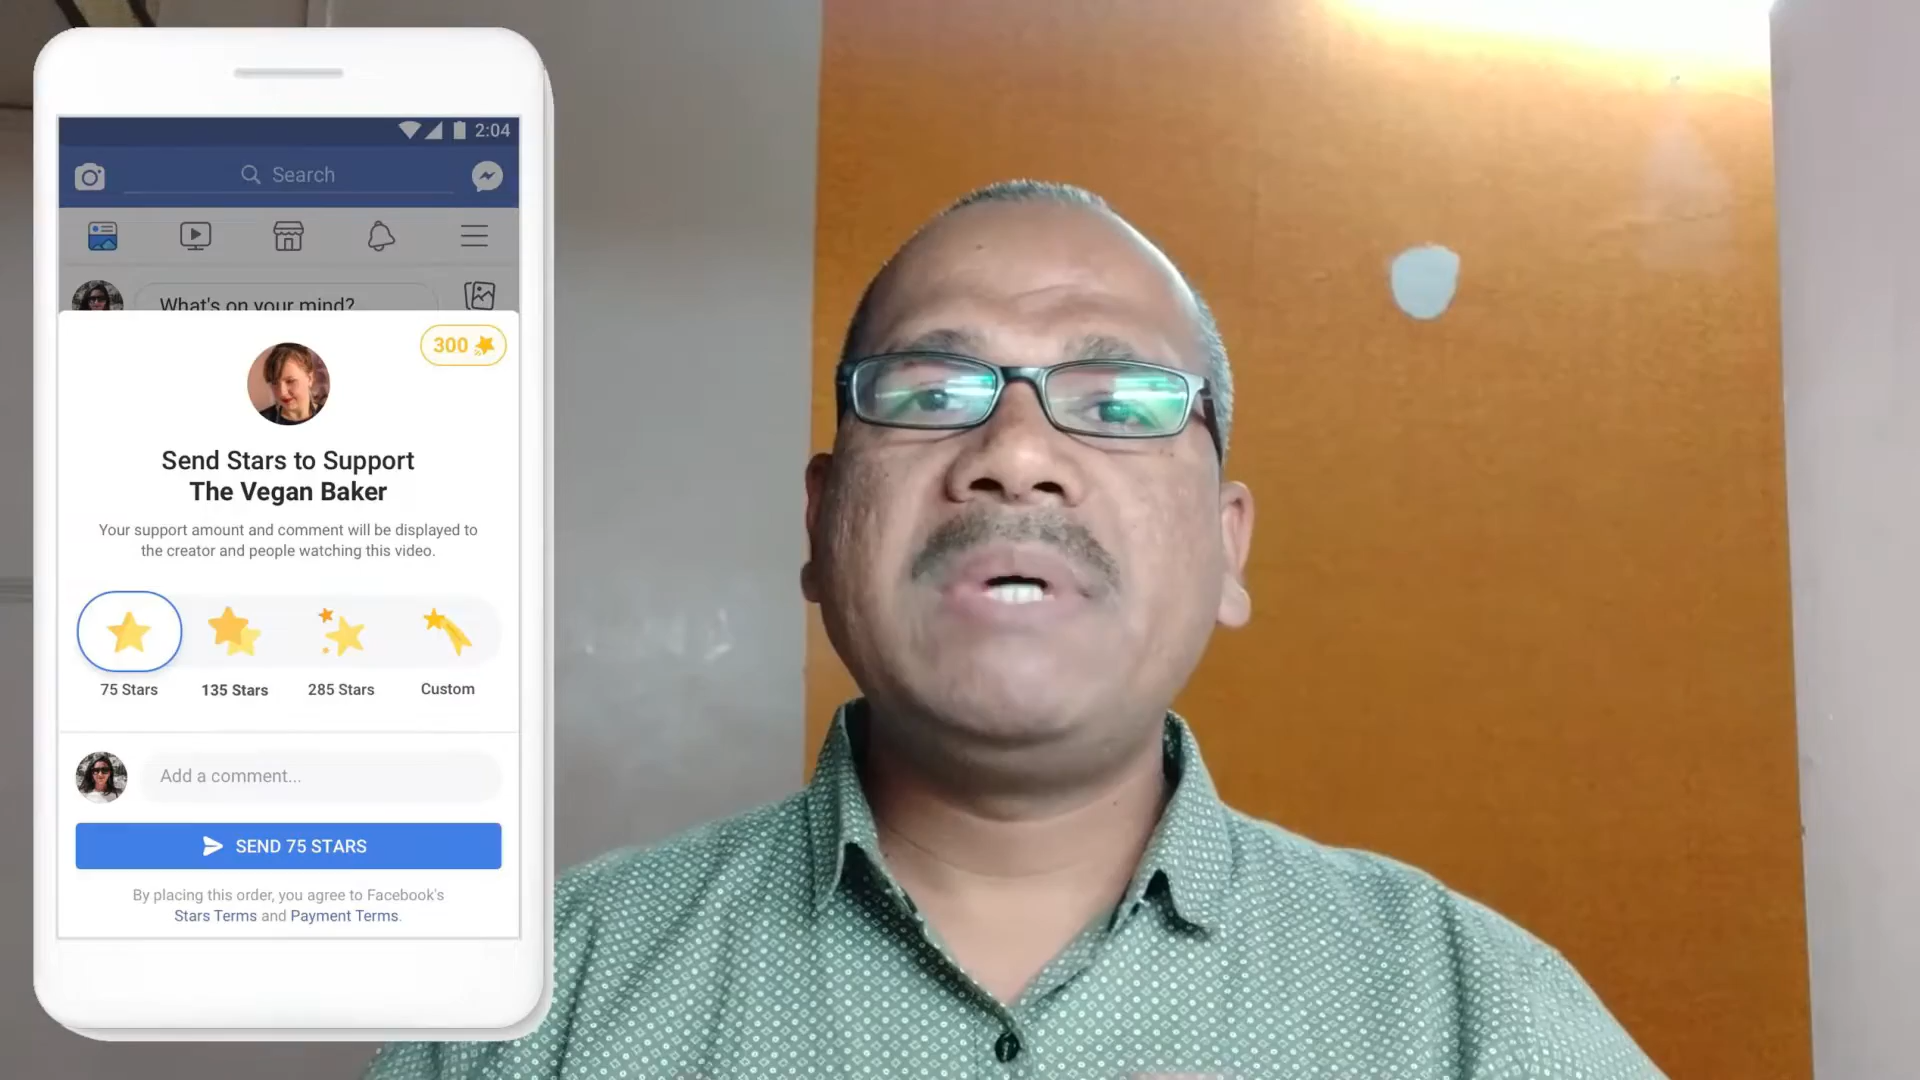 2:04
Search
What's on your mind?
300
Send Stars to Support
The Vegan Baker
Your support amount and comment will be displayed to
the creator and people watching this video.
75 Stars
135 Stars
285 Stars
Custom
Add a comment...
SEND 75 STARS
By placing this order, you agree to Facebook's
Stars Terms and Payment Terms.